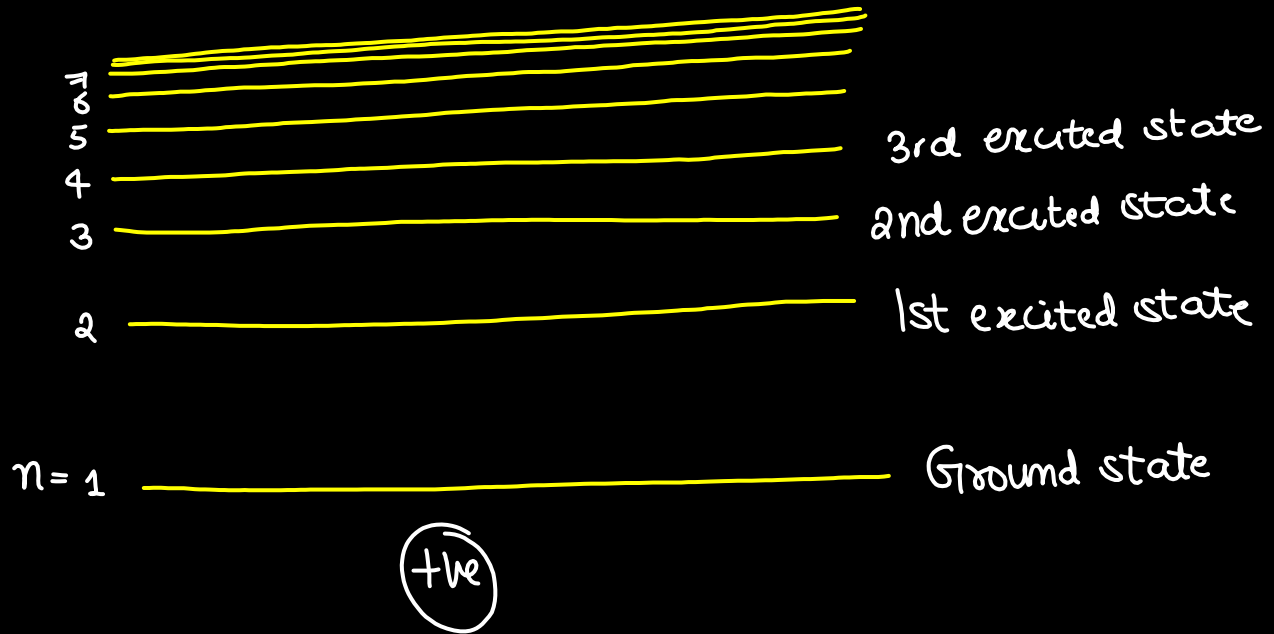 7
6
5
4 3rd excited state
3 2nd excited state
2 1st excited state
n= 1 Ground state
+ve